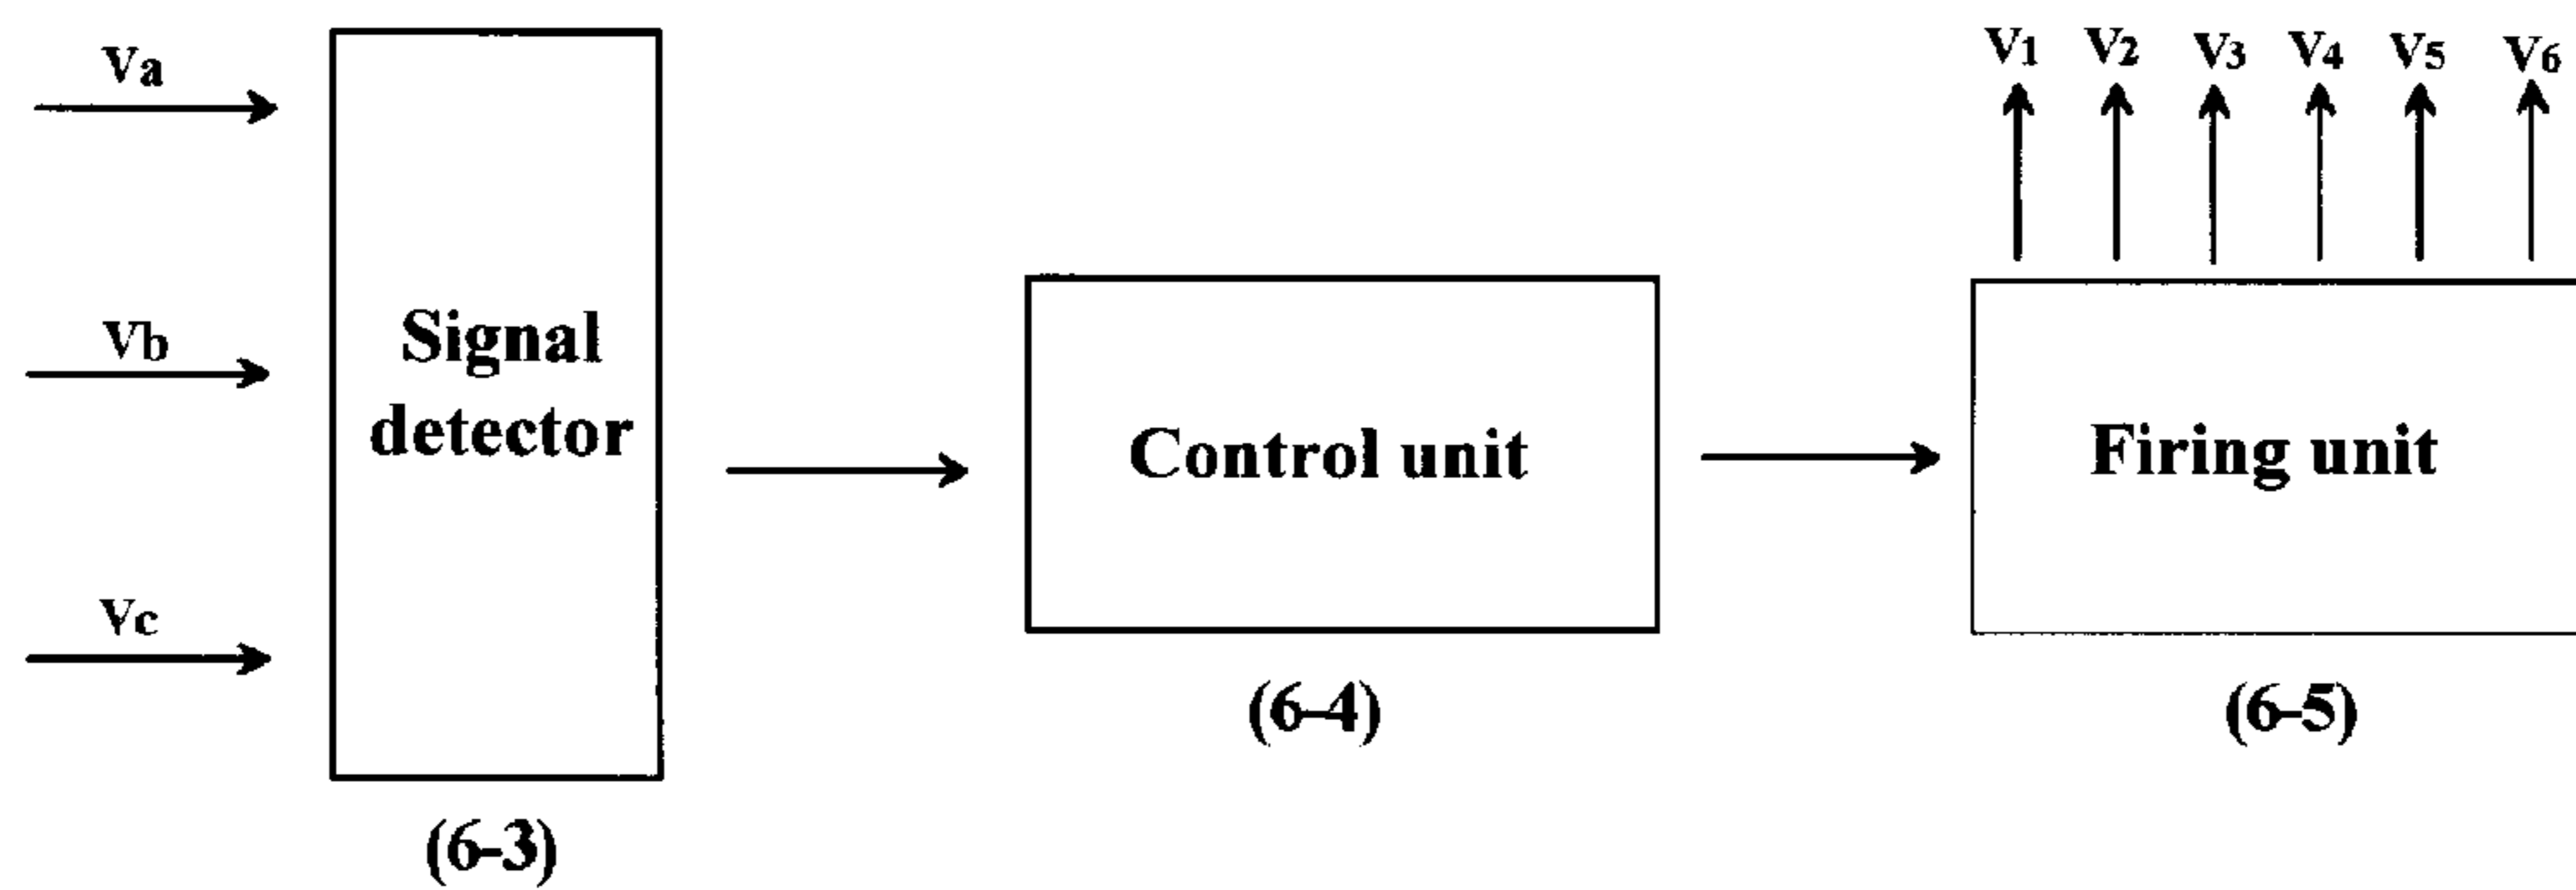 Va
Vb
Vc
Signal
detector
(6-3)
Control unit
(6-4)
V1 V2 V3 V4 V5 V6
Firing unit
(6-5)